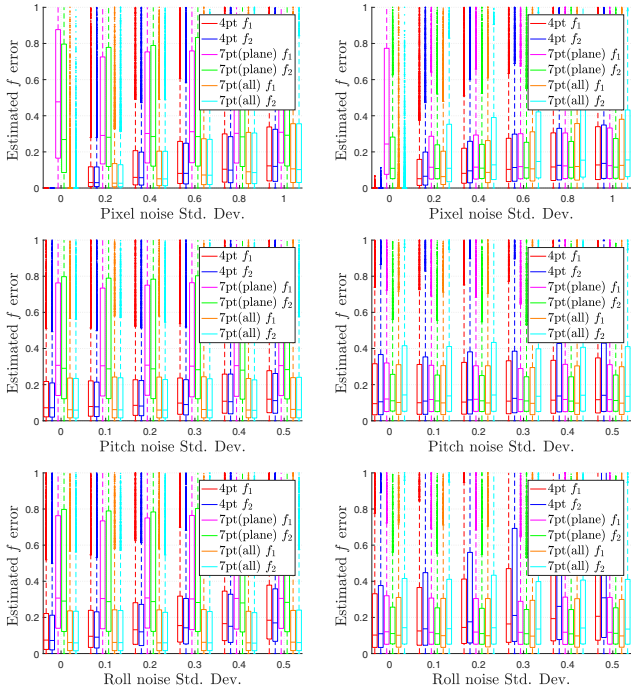 Estimated f error
1
0.8
0.6
0.4
0.2
0
4pt f1
4pt f2
7pt(plane) f1
7pt(plane) f2
7pt(all) f1
7pt(all) f2
0 0.2 0.4 0.6 0.8 1
Pixel noise Std. Dev.
Estimated f error
1
0.8
0.6
0.4
0.2
0
4pt f1
4pt f2
7pt(plane) f1
7pt(plane) f2
7pt(all) f1
7pt(all) f2
0 0.2 0.4 0.6 0.8 1
Pixel noise Std. Dev.
Estimated f error
1
0.8
0.6
0.4
0.2
0
4pt f1
4pt f2
7pt(plane) f1
7pt(plane) f2
7pt(all) f1
7pt(all) f2
0 0.1 0.2 0.3 0.4 0.5
Pitch noise Std. Dev.
Estimated f error
1
0.8
0.6
0.4
0.2
0
4pt f1
4pt f2
7pt(plane) f1
7pt(plane) f2
7pt(all) f1
7pt(all) f2
0 0.1 0.2 0.3 0.4 0.5
Pitch noise Std. Dev.
Estimated f error
1
0.8
0.6
0.4
0.2
0
4pt f1
4pt f2
7pt(plane) f1
7pt(plane) f2
7pt(all) f1
7pt(all) f2
0 0.1 0.2 0.3 0.4 0.5
Roll noise Std. Dev.
Estimated f error
1
0.8
0.6
0.4
0.2
0
4pt f1
4pt f2
7pt(plane) f1
7pt(plane) f2
7pt(all) f1
7pt(all) f2
0 0.1 0.2 0.3 0.4 0.5
Roll noise Std. Dev.